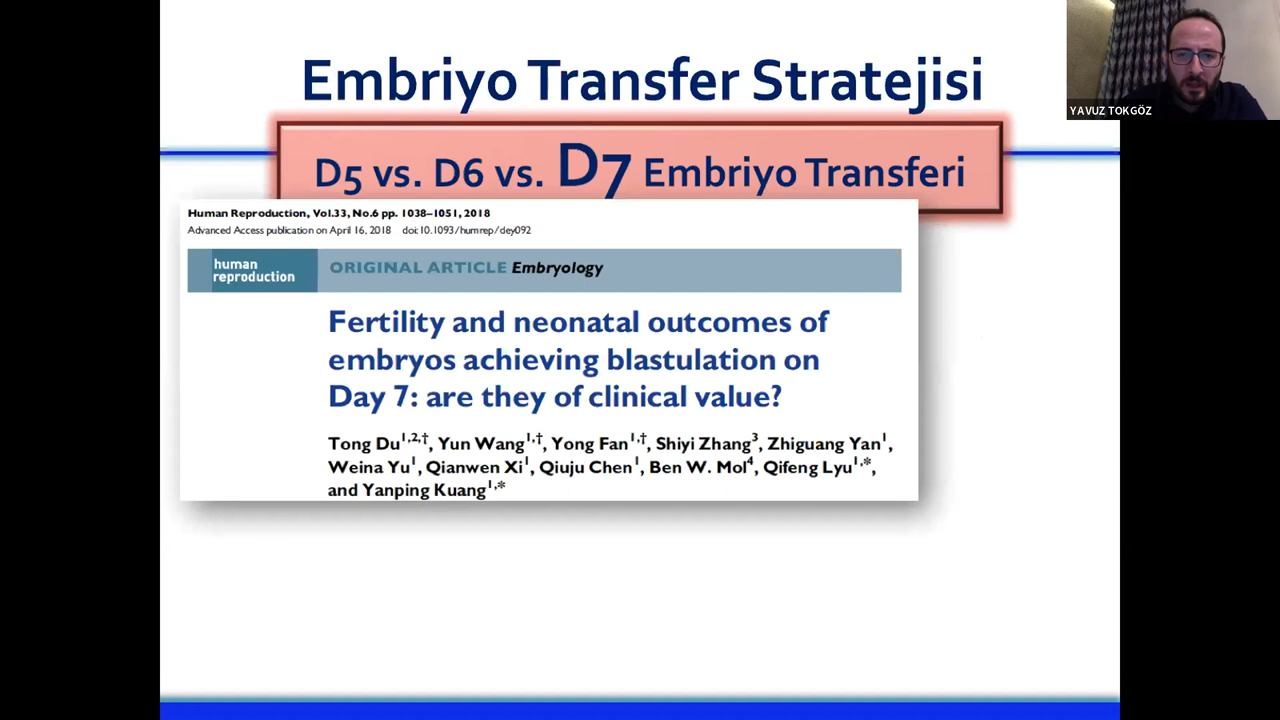 Embriyo Transfer Stratejisi
YAVUZ TOKGÖZ
D5 vs. D6 vs. D7 Embriyo Transferi
Human Reproduction, Vol.33, No.6 pp. 1038–1051, 2018
Advanced Access publication on April 16, 2018 doi:10.1093/humrep/dey092
human
reproduction
ORIGINAL ARTICLE Embryology
Fertility and neonatal outcomes of
embryos achieving blastulation on
Day 7: are they of clinical value?
Tong Du1,2,†, Yun Wang1,†, Yong Fan1,†, Shiyi Zhang3, Zhiguang Yan1,
Weina Yu1, Qianwen Xi1, Qiuju Chen1, Ben W. Mol4, Qifeng Lyu1,*,
and Yanping Kuang1,*